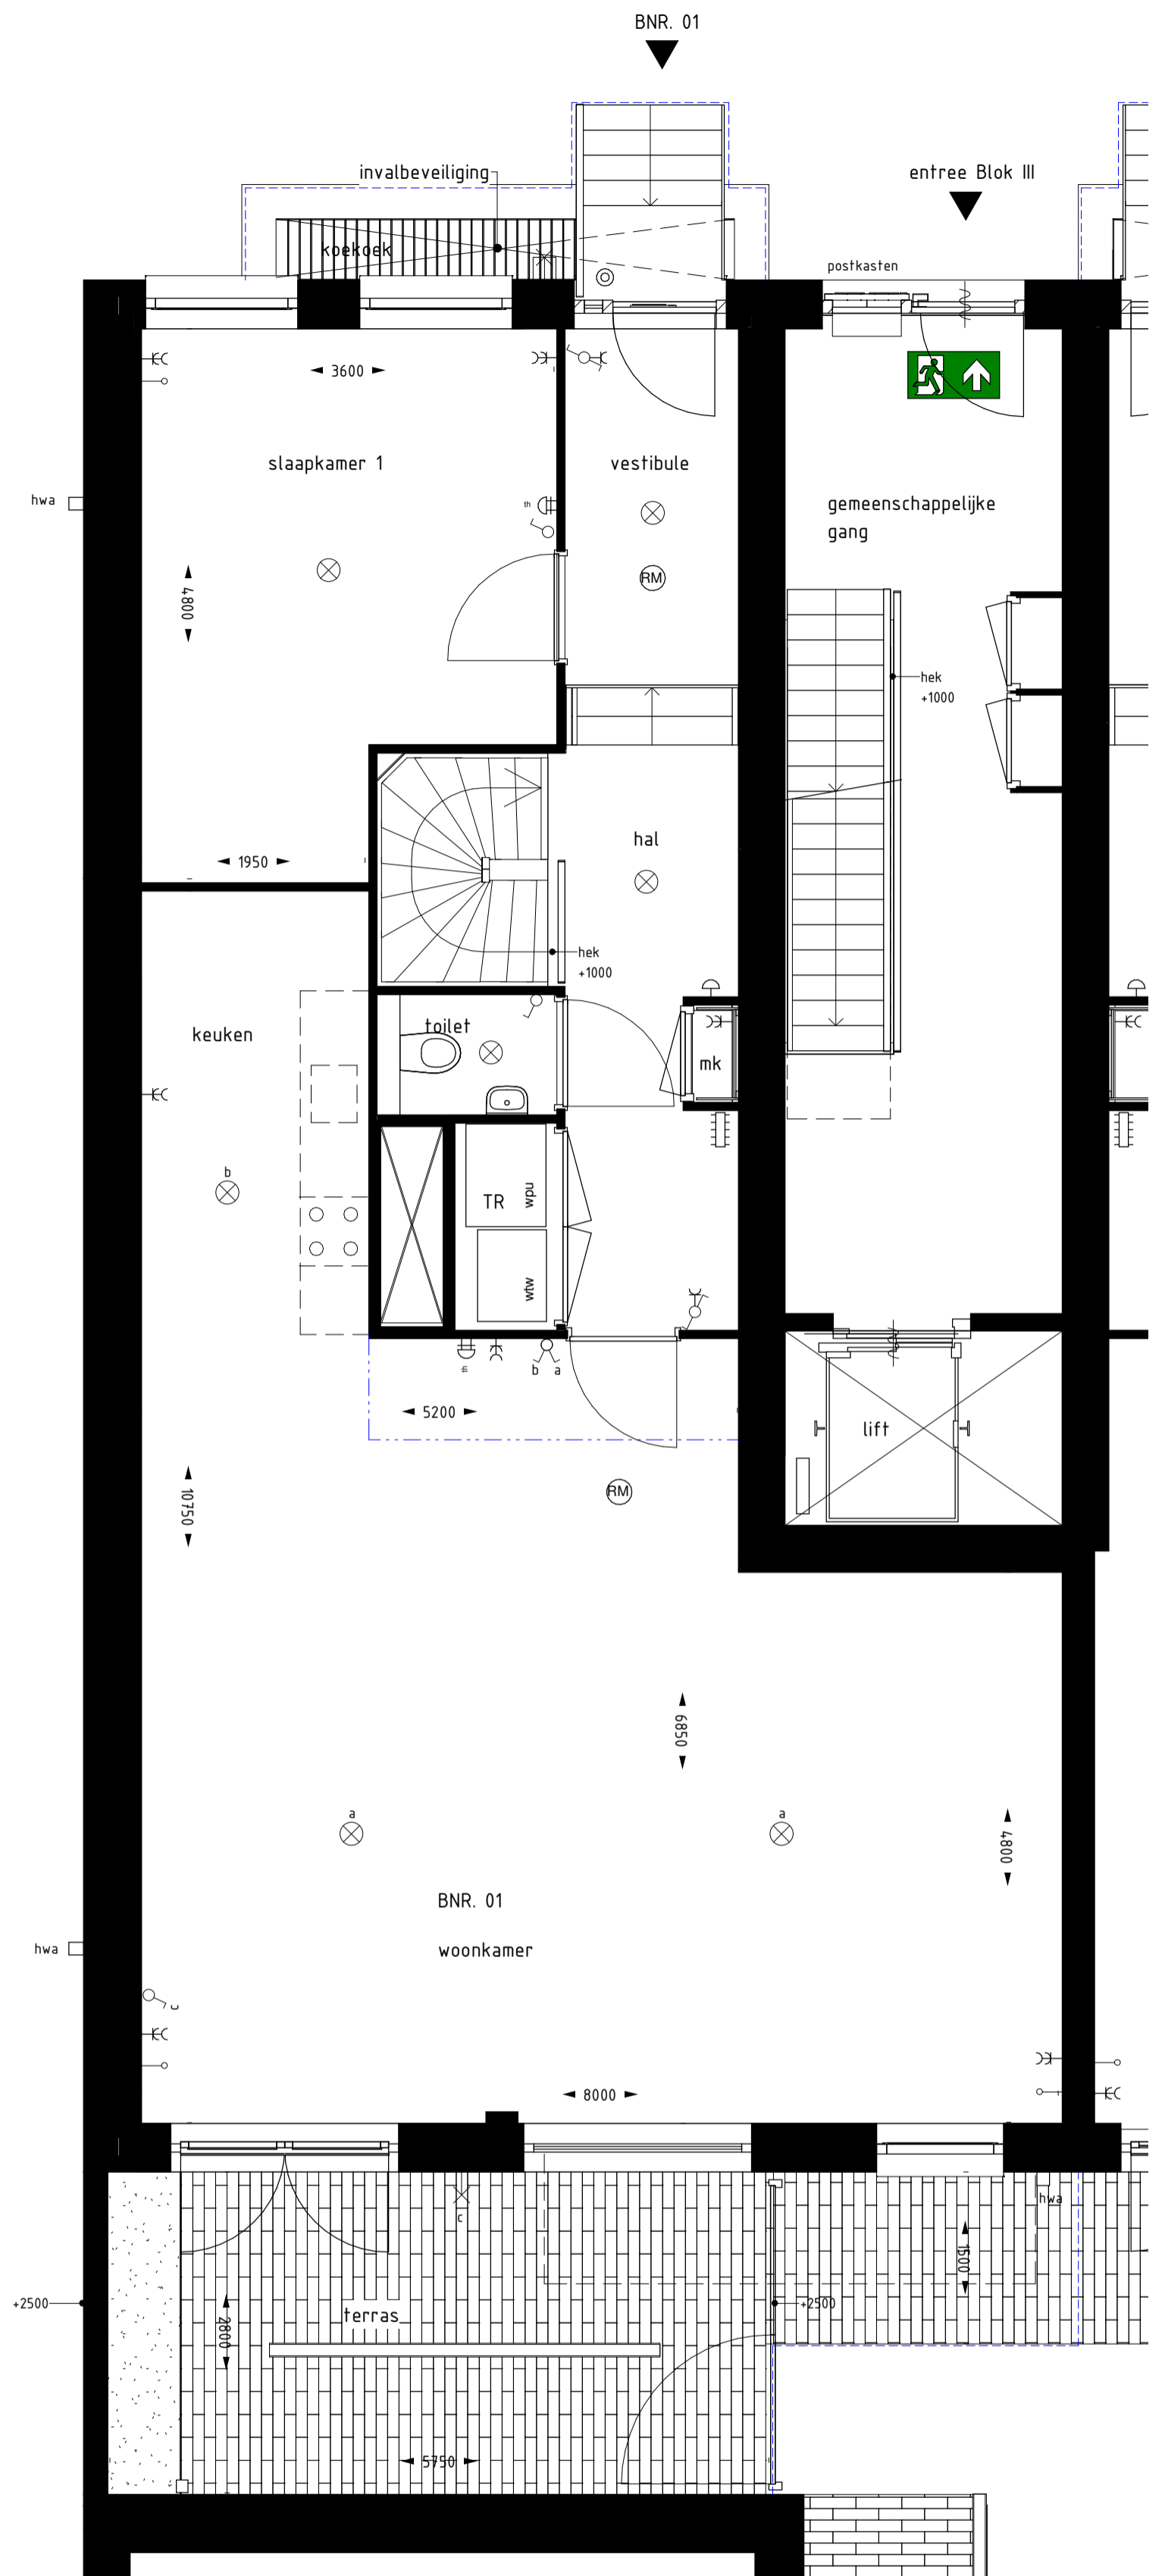 BNR. 01
invalbeveiliging
entree Blok III
koekoek
postkasten
3600
slaapkamer 1
vestibule
hwa
th
gemeenschappelijke
gang
RM
4800
hek
+1000
hal
1950
hek
+1000
toilet
keuken
mk
b
TR
wpu
wtw
th
b a
5200
lift
RM
10750
6850
a
a
4800
BNR. 01
woonkamer
hwa
c
8000
hwa
c
1500
+2500
terras
+2500
2800
5750